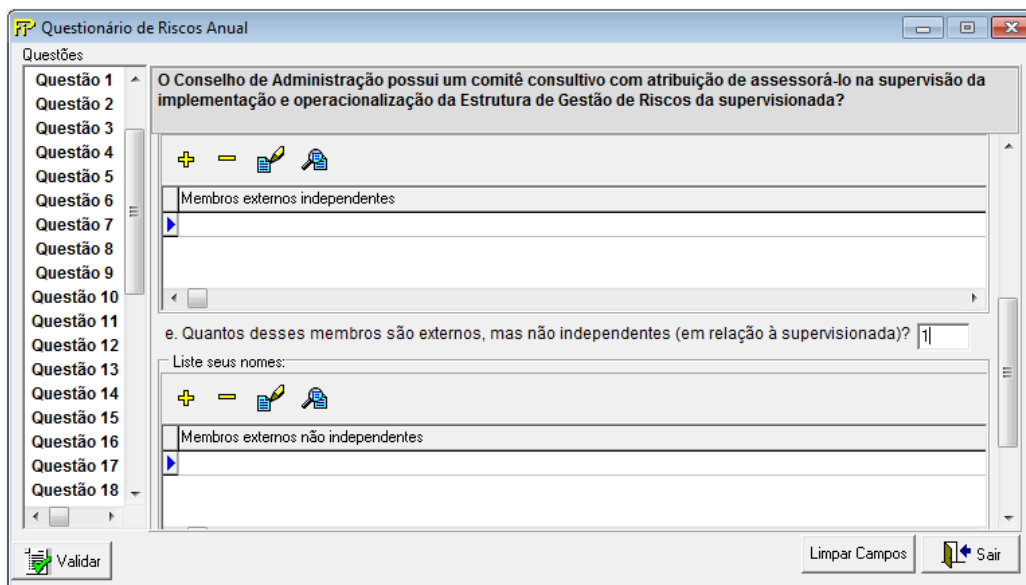 Questionário de Riscos Anual
Questões
Questão 1
Questão 2
Questão 3
Questão 4
Questão 5
Questão 6
Questão 7
Questão 8
Questão 9
Questão 10
Questão 11
Questão 12
Questão 13
Questão 14
Questão 15
Questão 16
Questão 17
Questão 18
O Conselho de Administração possui um comitê consultivo com atribuição de assessorá-lo na supervisão da
implementação e operacionalização da Estrutura de Gestão de Riscos da supervisionada?
Membros externos independentes
e. Quantos desses membros são externos, mas não independentes (em relação à supervisionada)? 1
Liste seus nomes:
Membros externos não independentes
Validar
Limpar Campos
Sair